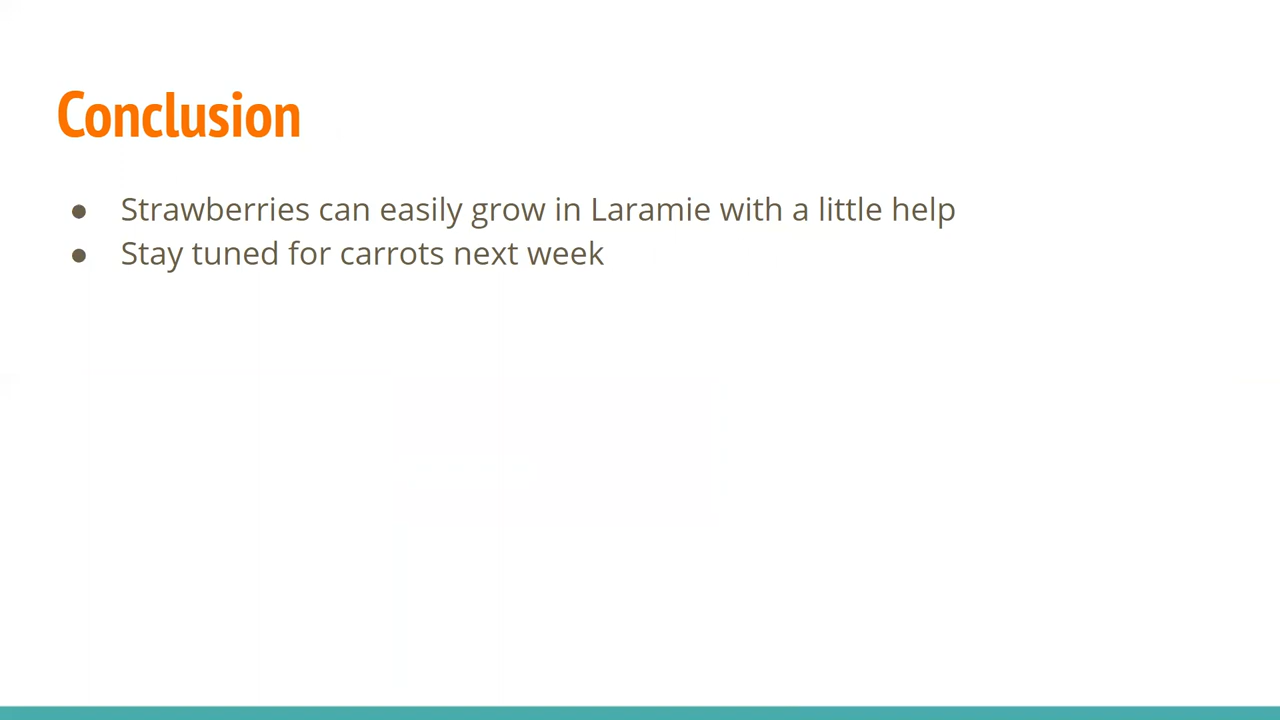 Conclusion
● Strawberries can easily grow in Laramie with a little help
● Stay tuned for carrots next week